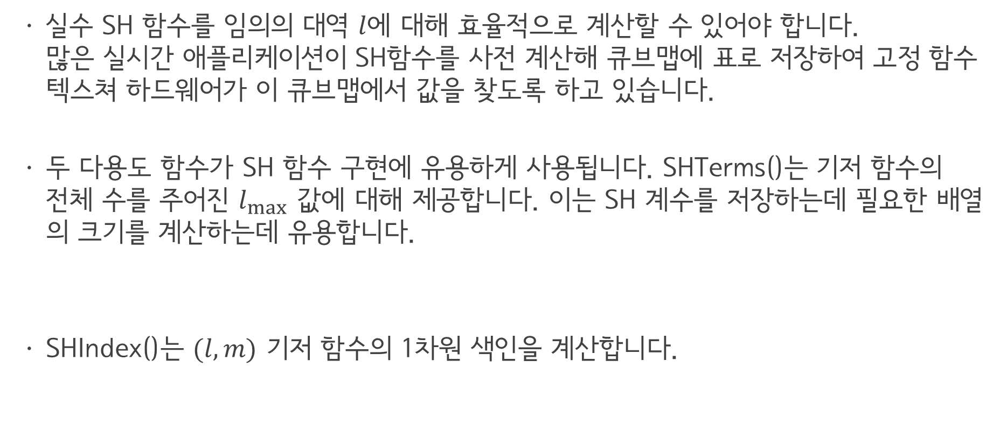 · 실수 SH 함수를 임의의 대역 l에 대해 효율적으로 계산할 수 있어야 합니다.
많은 실시간 애플리케이션이 SH함수를 사전 계산해 큐브맵에 표로 저장하여 고정 함수
텍스쳐 하드웨어가 이 큐브맵에서 값을 찾도록 하고 있습니다.
· 두 다용도 함수가 SH 함수 구현에 유용하게 사용됩니다. SHTerms()는 기저 함수의
전체 수를 주어진 l_max 값에 대해 제공합니다. 이는 SH 계수를 저장하는데 필요한 배열
의 크기를 계산하는데 유용합니다.
· SHIndex()는 (l, m) 기저 함수의 1차원 색인을 계산합니다.